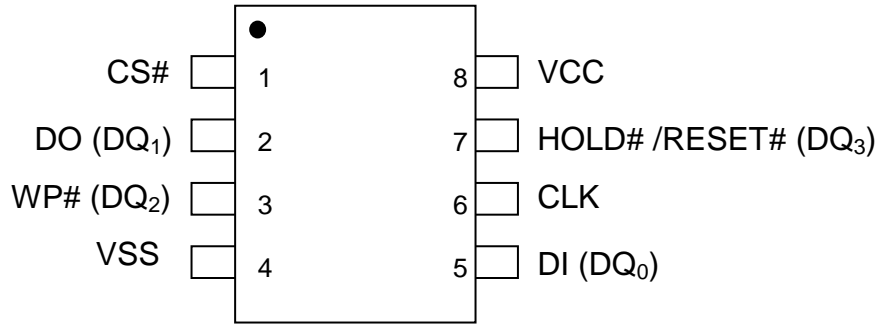 CS# 1 8 VCC
DO (DQ₁) 2 7 HOLD# /RESET# (DQ₃)
WP# (DQ₂) 3 6 CLK
VSS 4 5 DI (DQ₀)